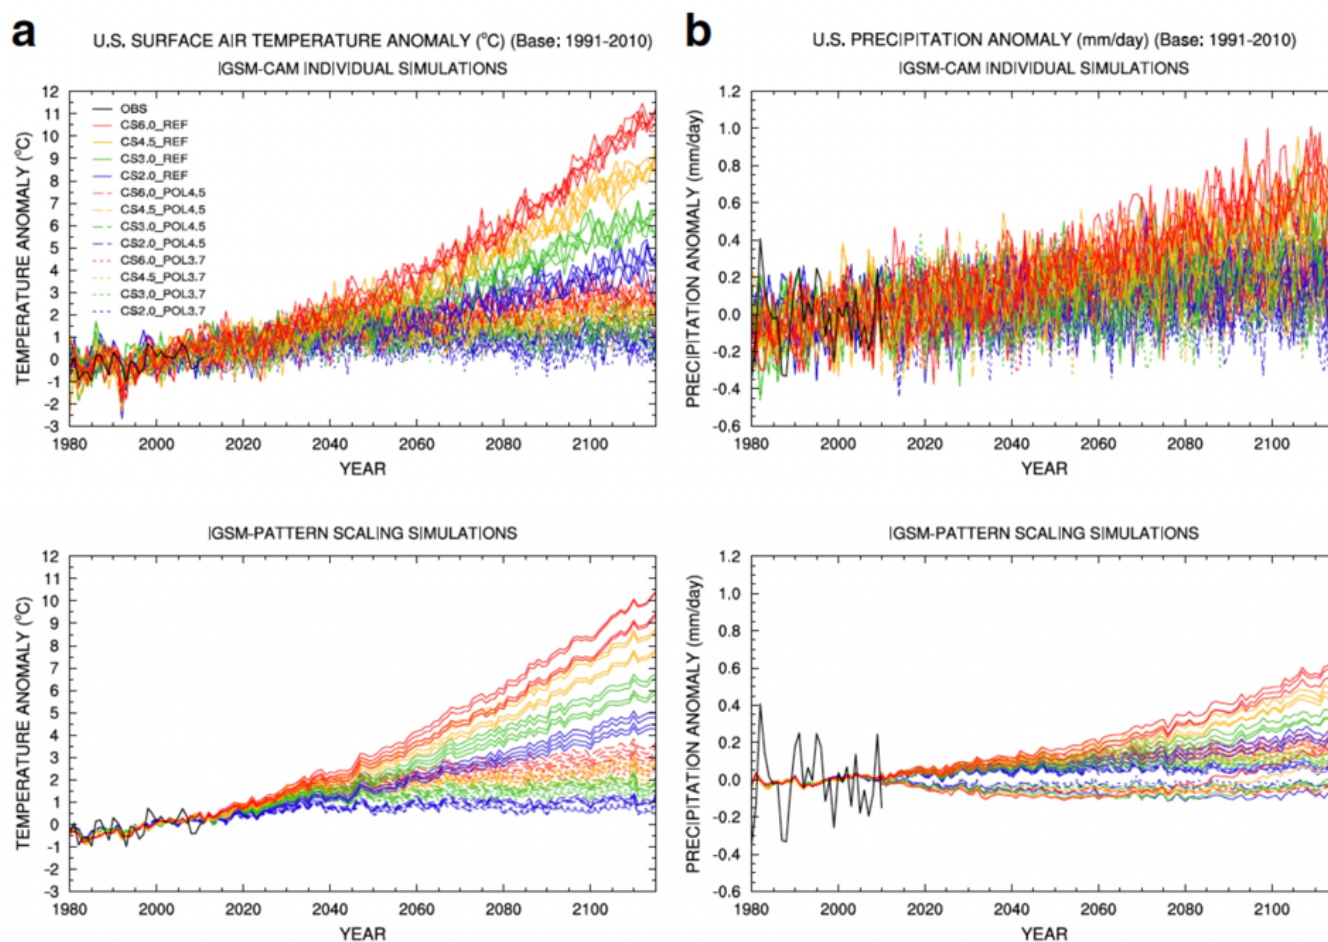 a
U.S. SURFACE AIR TEMPERATURE ANOMALY (°C) (Base: 1991-2010)
IGSM-CAM INDIVIDUAL SIMULATIONS
TEMPERATURE ANOMALY (°C)
12
11
10
9
8
7
6
5
4
3
2
1
0
-1
-2
-3
OBS
CS6.0_REF
CS4.5_REF
CS3.0_REF
CS2.0_REF
CS6.0_POL4.5
CS4.5_POL4.5
CS3.0_POL4.5
CS2.0_POL4.5
CS6.0_POL3.7
CS4.5_POL3.7
CS3.0_POL3.7
CS2.0_POL3.7
1980 2000 2020 2040 2060 2080 2100
YEAR
b
U.S. PRECIPITATION ANOMALY (mm/day) (Base: 1991-2010)
IGSM-CAM INDIVIDUAL SIMULATIONS
PRECIPITATION ANOMALY (mm/day)
1.2
1.0
0.8
0.6
0.4
0.2
0.0
-0.2
-0.4
-0.6
1980 2000 2020 2040 2060 2080 2100
YEAR
IGSM-PATTERN SCALING SIMULATIONS
TEMPERATURE ANOMALY (°C)
12
11
10
9
8
7
6
5
4
3
2
1
0
-1
-2
-3
1980 2000 2020 2040 2060 2080 2100
YEAR
IGSM-PATTERN SCALING SIMULATIONS
PRECIPITATION ANOMALY (mm/day)
1.2
1.0
0.8
0.6
0.4
0.2
0.0
-0.2
-0.4
-0.6
1980 2000 2020 2040 2060 2080 2100
YEAR